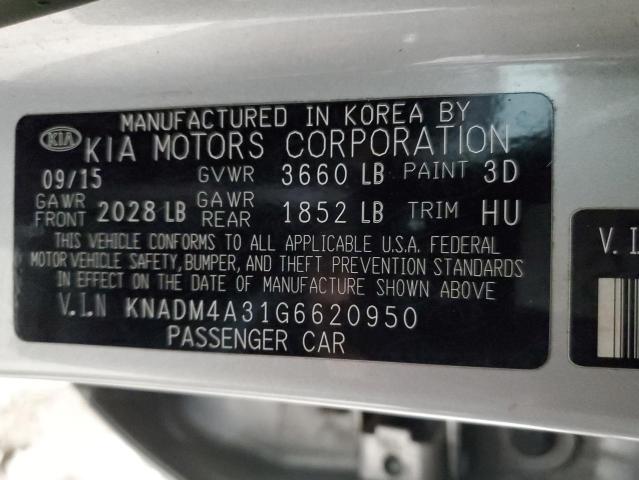 MANUFACTURED IN KOREA BY
KIA KIA MOTORS CORPORATION
09/15 GVWR 3660 LB PAINT 3D
GAWR FRONT 2028 LB GAWR REAR 1852 LB TRIM HU
THIS VEHICLE CONFORMS TO ALL APPLICABLE U.S.A. FEDERAL
MOTOR VEHICLE SAFETY, BUMPER, AND THEFT PREVENTION STANDARDS
IN EFFECT ON THE DATE OF MANUFACTURE SHOWN ABOVE
V.I.N KNADM4A31G6620950
PASSENGER CAR
V. I.